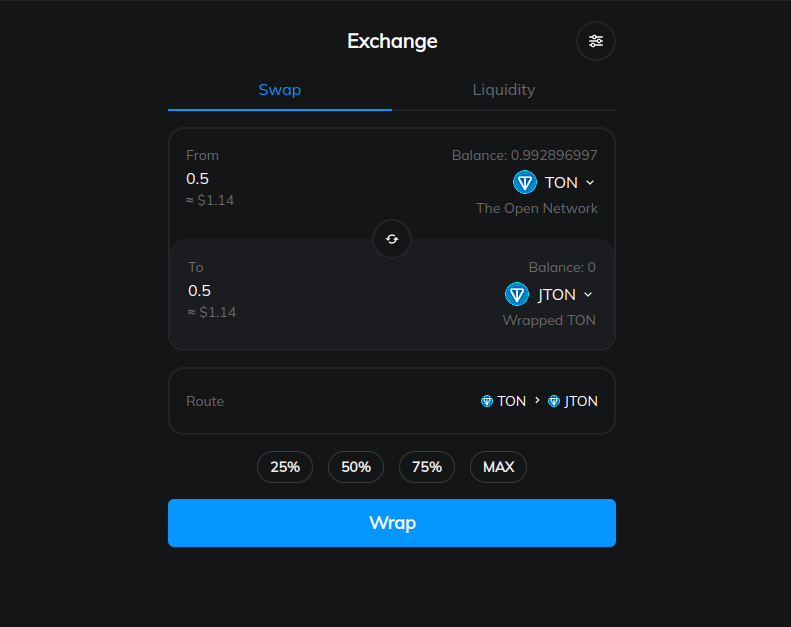 Exchange
Swap Liquidity
From Balance: 0.992896997
0.5 TON
≈ $1.14 The Open Network
To Balance: 0
0.5 JTON
≈ $1.14 Wrapped TON
Route TON > JTON
25% 50% 75% MAX
Wrap